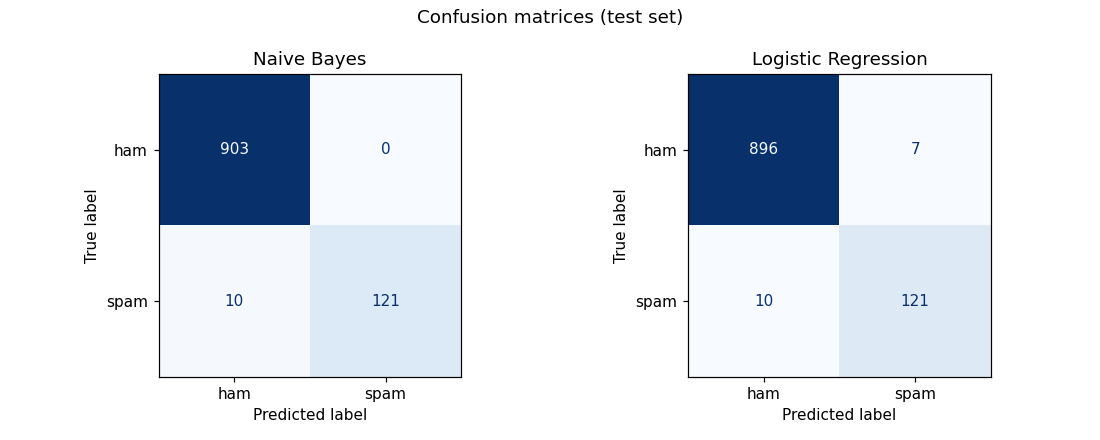 Confusion matrices (test set)
Naive Bayes
True label
ham
903 0
spam
10 121
ham spam
Predicted label
Logistic Regression
True label
ham
896 7
spam
10 121
ham spam
Predicted label